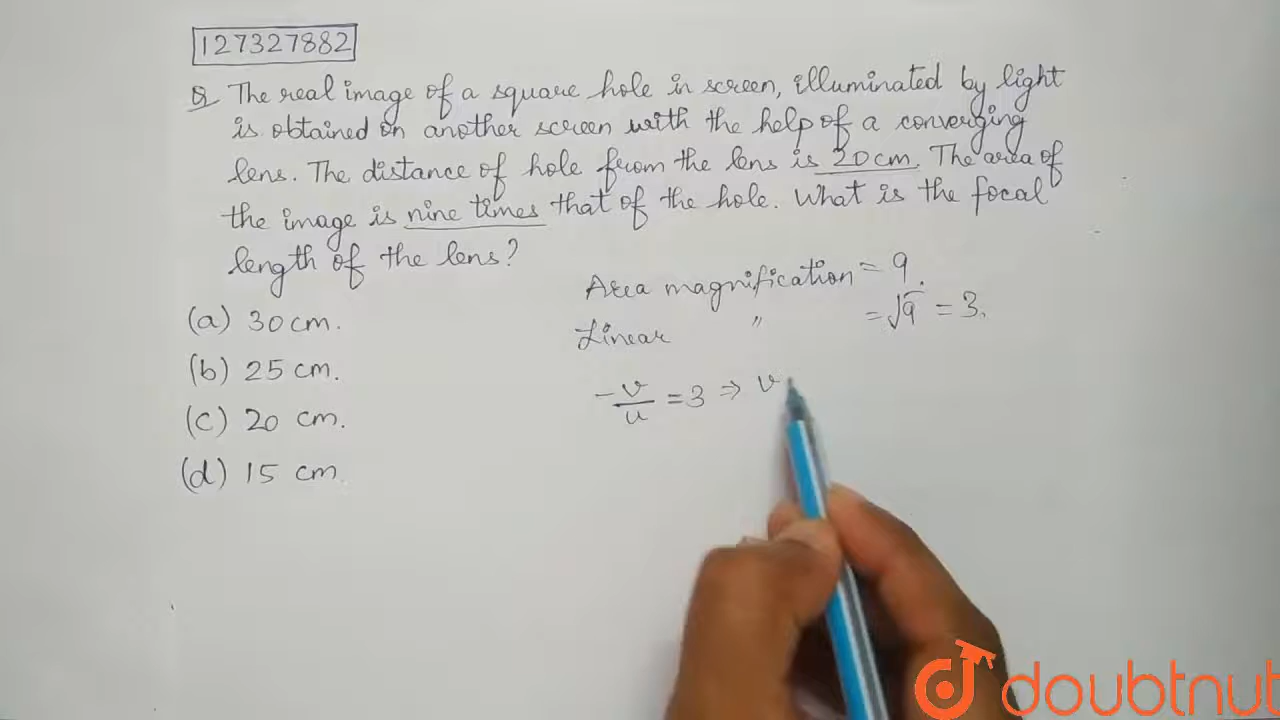 127327882
Q The real image of a square hole in screen, illuminated by light
is obtained on another screen with the help of a converging
lens. The distance of hole from the lens is 20 cm. The area of
the image is nine times that of the hole. What is the focal
length of the lens?
(a) 30 cm.
(b) 25 cm.
(c) 20 cm.
(d) 15 cm.
Area magnification = 9.
Linear " = √9 = 3.
-v/u = 3 ⇒ v
doubtnut